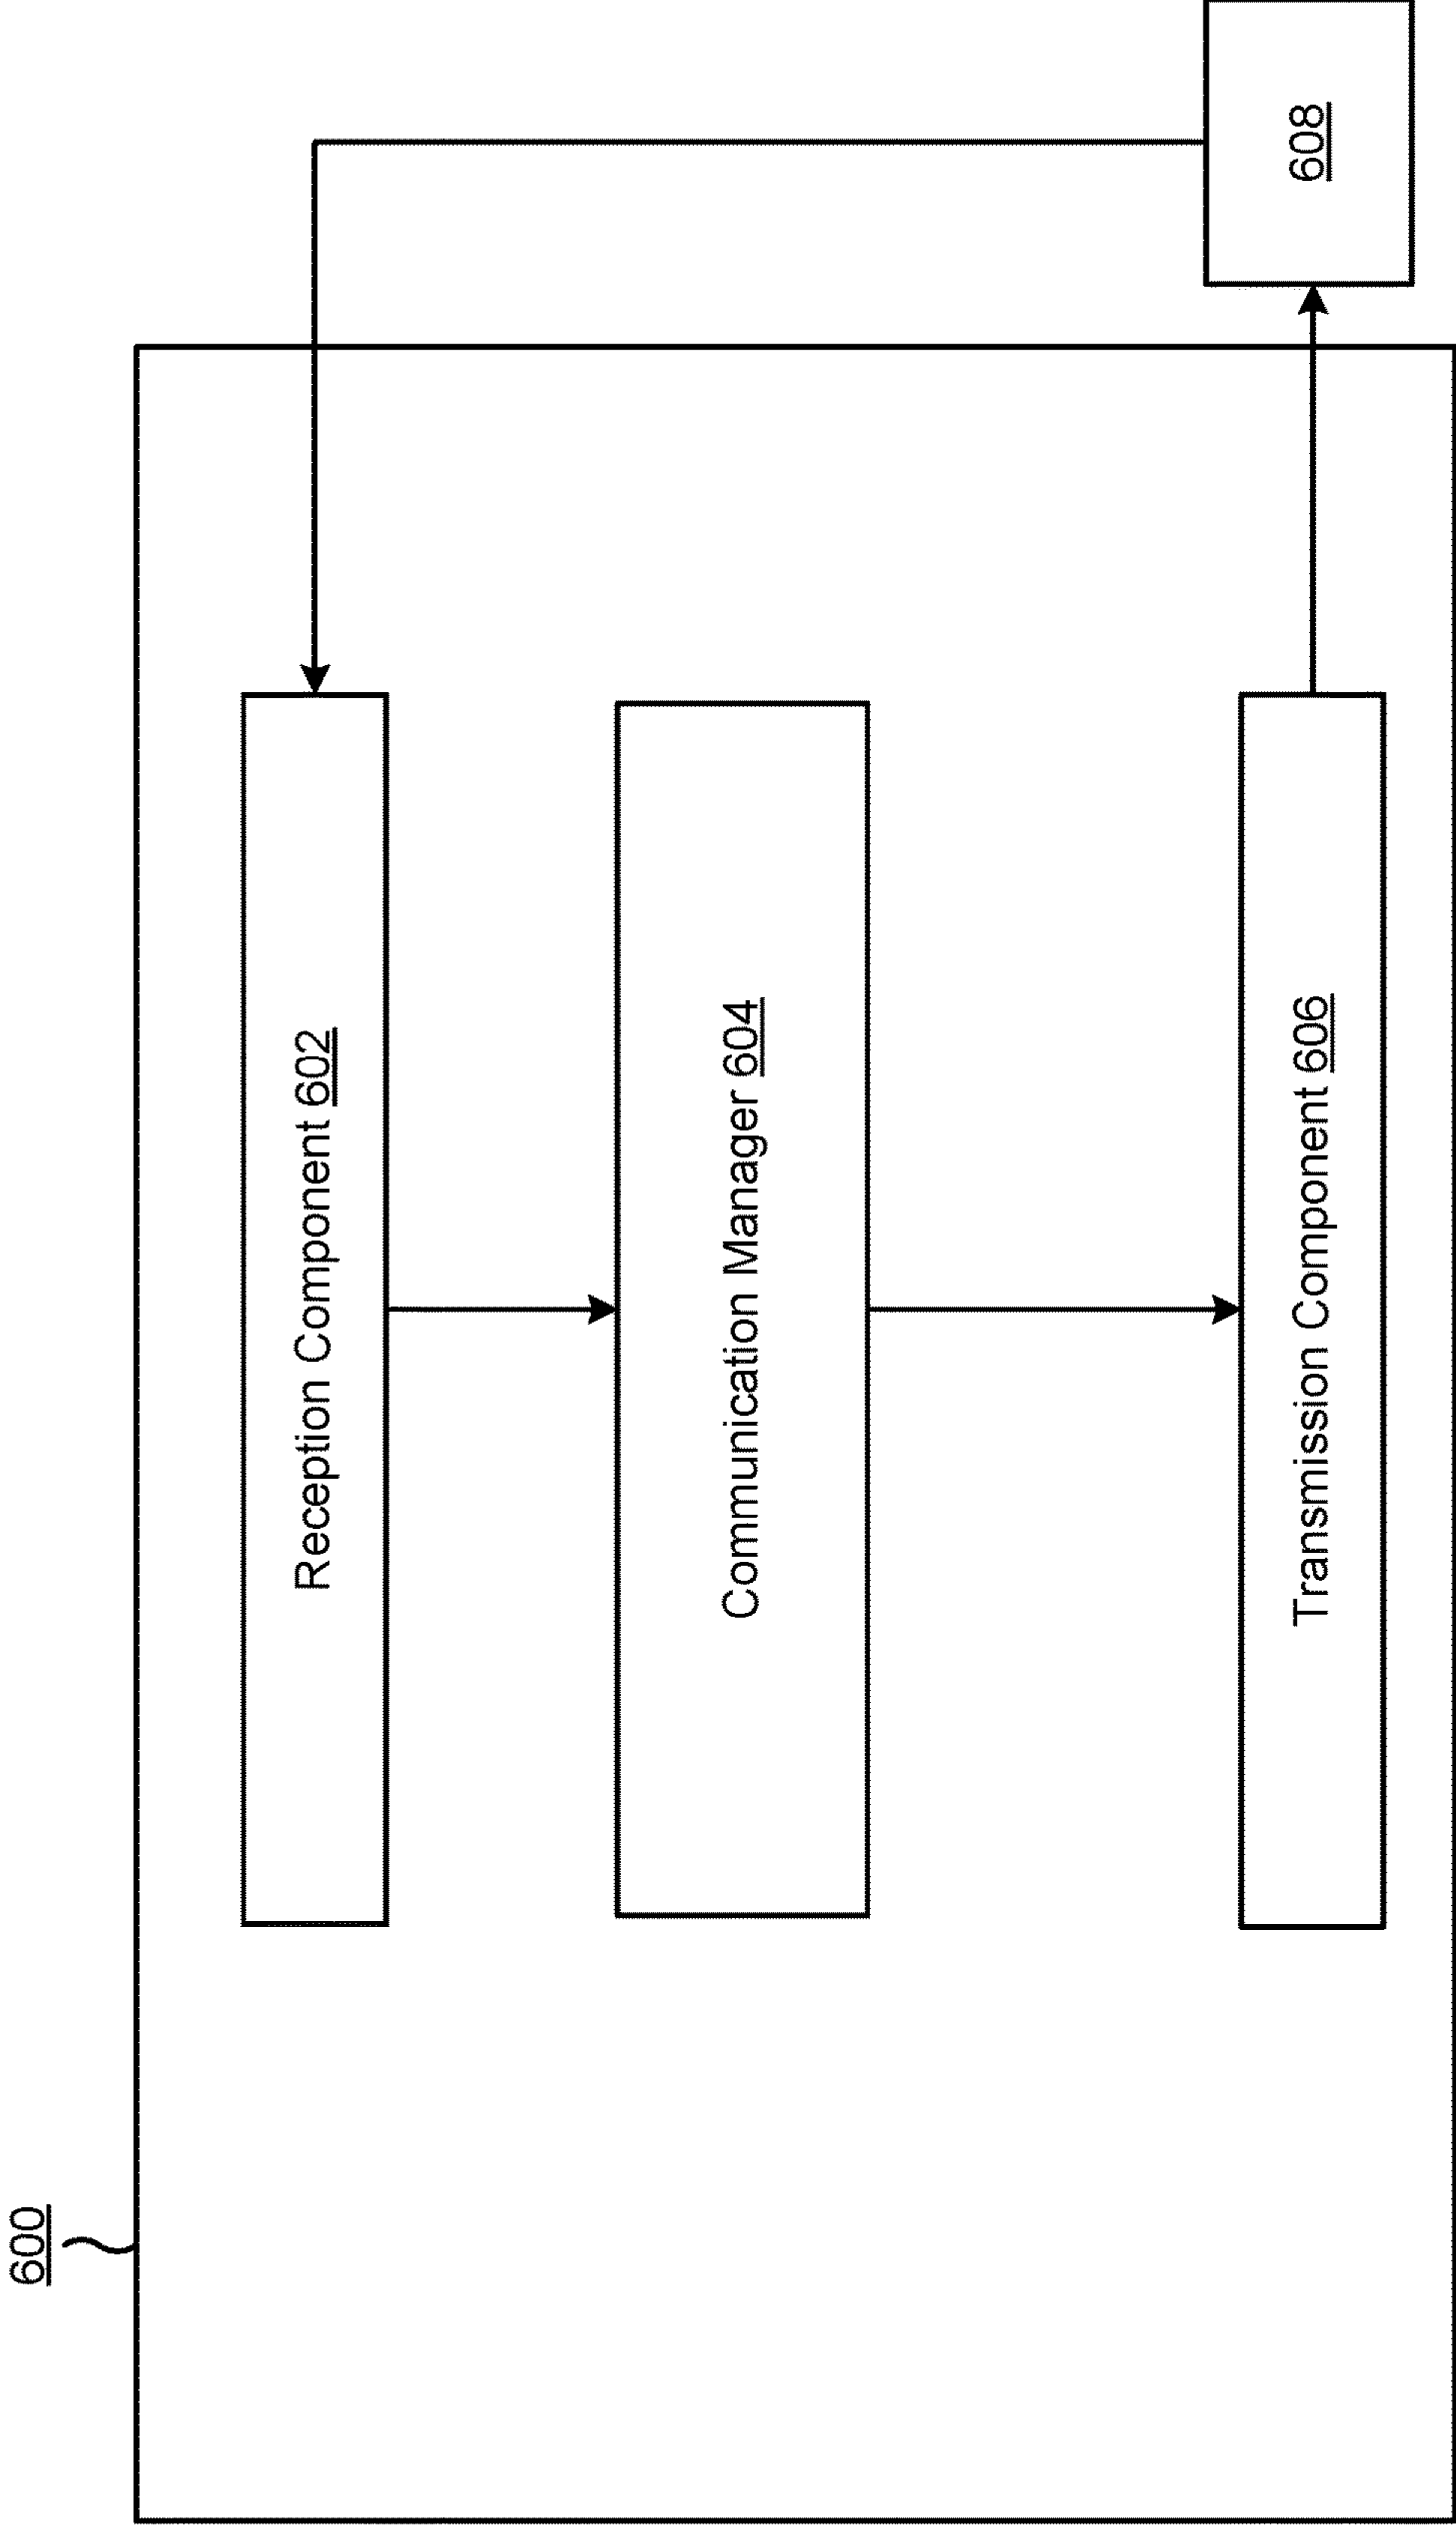 600
Reception Component 602
Communication Manager 604
Transmission Component 606
608